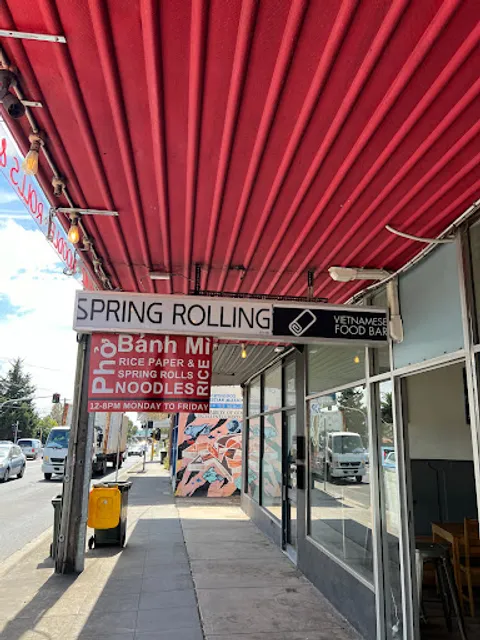 SPRING ROLLING
VIETNAMESE
FOOD BAR
Phở
Bánh Mì
RICE PAPER &
SPRING ROLLS
NOODLES
RICE
12-8PM MONDAY TO FRIDAY
ROLLS &